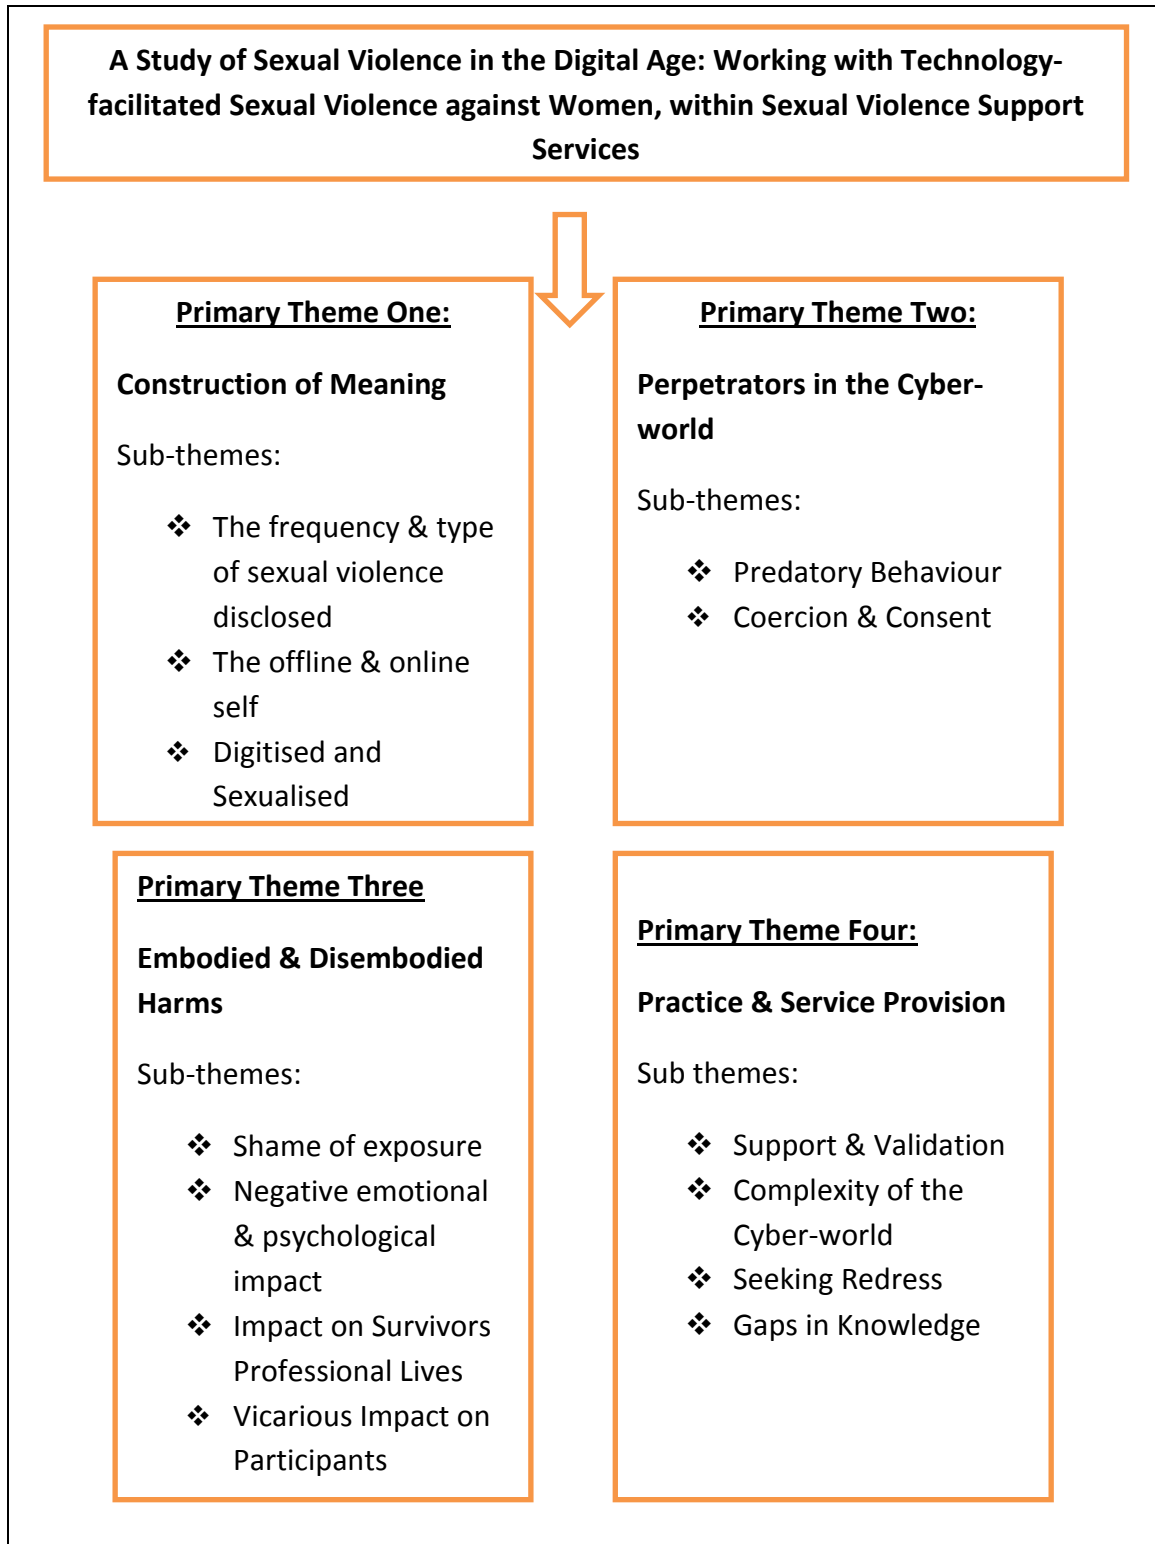 A Study of Sexual Violence in the Digital Age: Working with Technology-
facilitated Sexual Violence against Women, within Sexual Violence Support
Services
Primary Theme One:
Construction of Meaning
Sub-themes:
❖ The frequency & type
of sexual violence
disclosed
❖ The offline & online
self
❖ Digitised and
Sexualised
Primary Theme Two:
Perpetrators in the Cyber-
world
Sub-themes:
❖ Predatory Behaviour
❖ Coercion & Consent
Primary Theme Three
Embodied & Disembodied
Harms
Sub-themes:
❖ Shame of exposure
❖ Negative emotional
& psychological
impact
❖ Impact on Survivors
Professional Lives
❖ Vicarious Impact on
Participants
Primary Theme Four:
Practice & Service Provision
Sub themes:
❖ Support & Validation
❖ Complexity of the
Cyber-world
❖ Seeking Redress
❖ Gaps in Knowledge